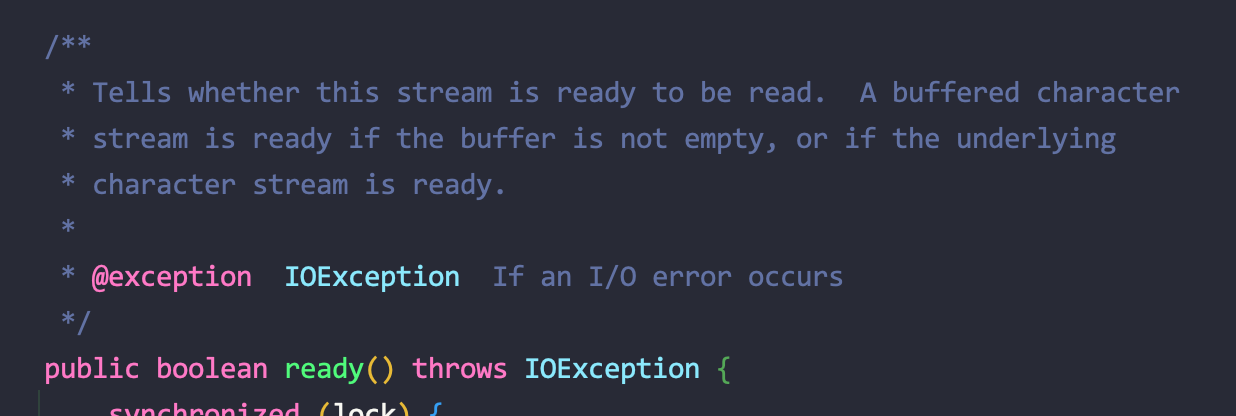 /**
 * Tells whether this stream is ready to be read.  A buffered character
 * stream is ready if the buffer is not empty, or if the underlying
 * character stream is ready.
 *
 * @exception  IOException  If an I/O error occurs
 */
public boolean ready() throws IOException {
    synchronized (lock) {